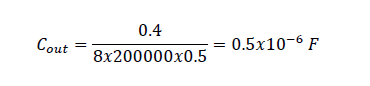 C_out = 0.4 / 8x200000x0.5 = 0.5x10⁻⁶ F